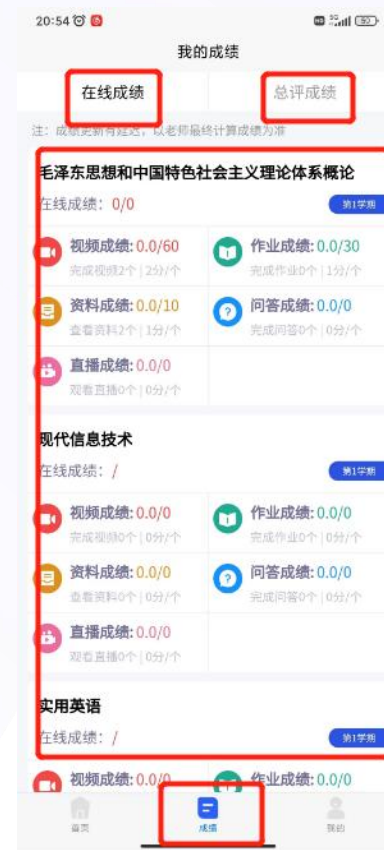 20:54
我的成绩
在线成绩 总评成绩
注：成绩更新有延迟，以老师最终计算成绩为准
毛泽东思想和中国特色社会主义理论体系概论
在线成绩：0/0 第1学期
视频成绩:0.0/60 作业成绩:0.0/30
完成视频2个 | 2分/个 完成作业0个 | 1分/个
资料成绩:0.0/10 问答成绩:0.0/0
查看资料2个 | 1分/个 完成问答0个 | 0分/个
直播成绩:0.0/0
观看直播0个 | 0分/个
现代信息技术
在线成绩：/ 第1学期
视频成绩:0.0/0 作业成绩:0.0/0
完成视频0个 | 0分/个 完成作业0个 | 0分/个
资料成绩:0.0/0 问答成绩:0.0/0
查看资料0个 | 0分/个 完成问答0个 | 0分/个
直播成绩:0.0/0
观看直播0个 | 0分/个
实用英语
在线成绩：/ 第1学期
视频成绩:0.0/0 作业成绩:0.0/0
首页 成绩 我的